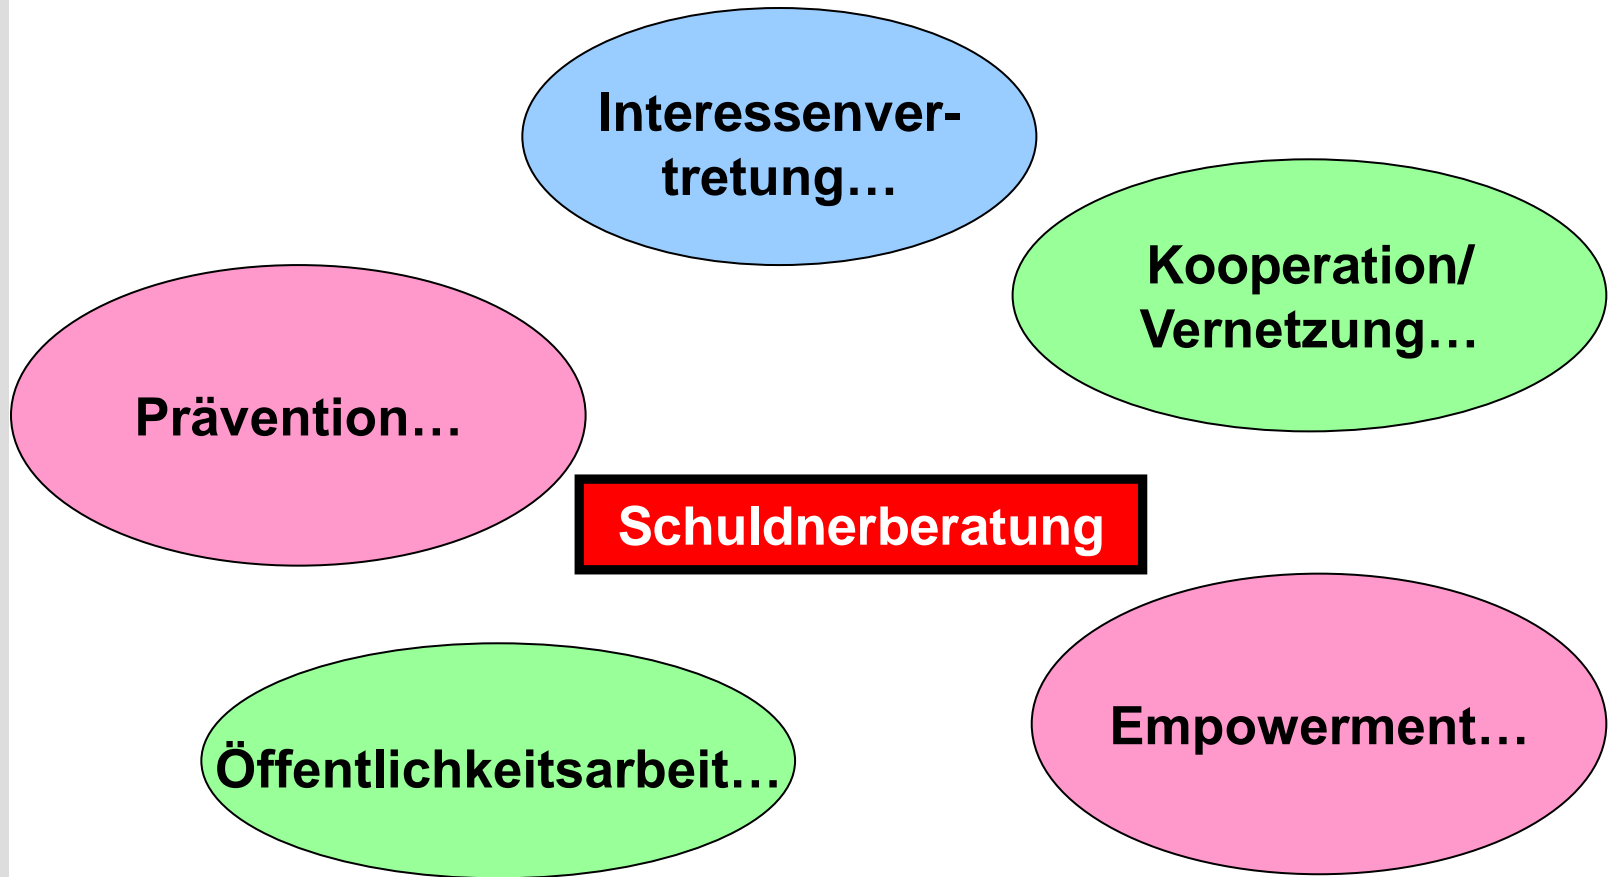 Interessenver-
tretung…
Kooperation/
Vernetzung…
Prävention…
Schuldnerberatung
Empowerment…
Öffentlichkeitsarbeit…